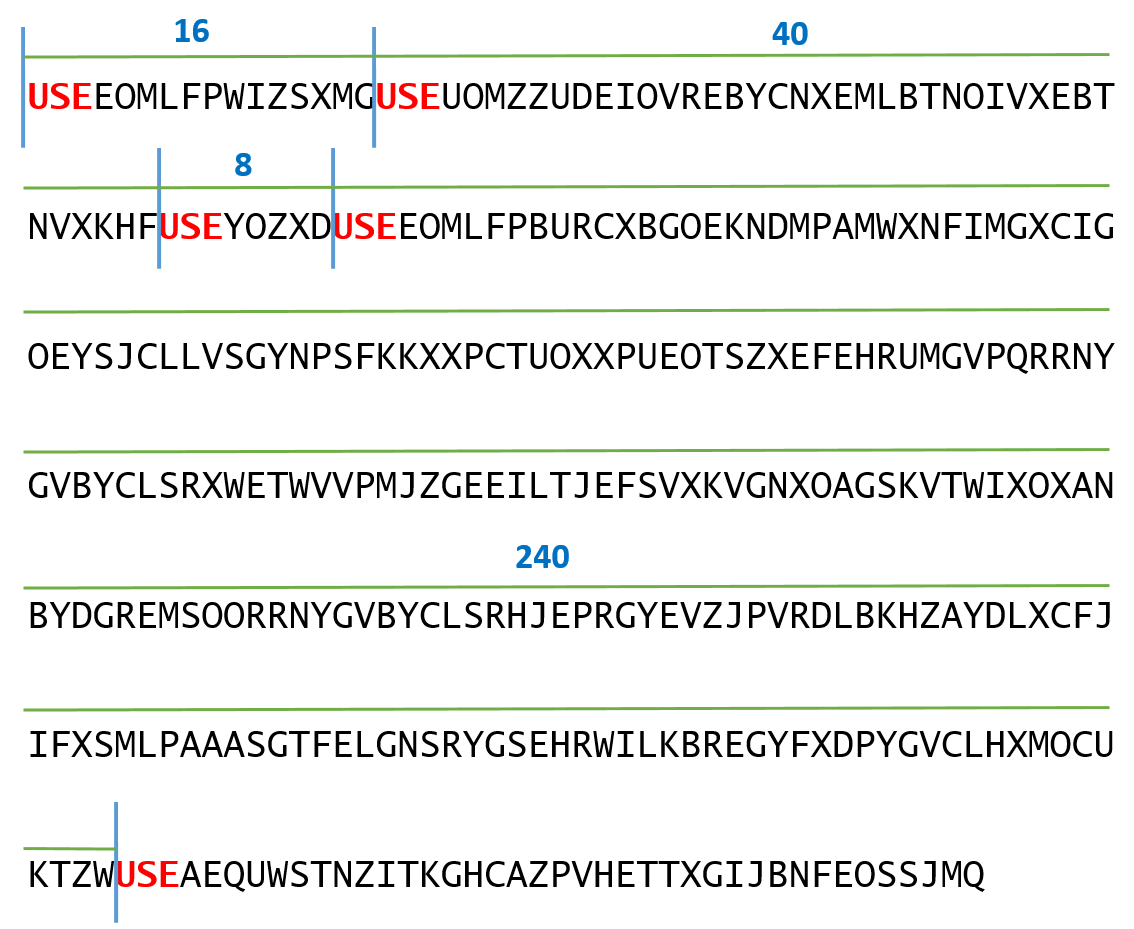 16 40
USEEOMLFPWIZSXMGUSEUOMZZUDEIOVREBYCNXEMLBTNOIVXEBT
8
NVXKHFUSEYOZXDUSEEOMLFPBURCXBGOEKNDMPAMWXNFIMGXCIG
OEYSJCLLVSGYNPSFKKXXPCTUOXXPUEOTSZXEFEHRUMGVPQRRNY
GVBYCLSRXWETWVVPMJZGEEILTJEFSVXKVGNXOAGSKVTWIXOXAN
240
BYDGREMSOORRNYGVBYCLSRHJEPRGYEVZJPVRDLBKHZAYDLXCFJ
IFXSMLPAAASGTFELGNSRYGSEHRWILKBREGYFXDPYGVCLHXMOCU
KTZWUSEAEQUWSTNZITKGHCAZPVHETTXGIJBNFEOSSJMQ